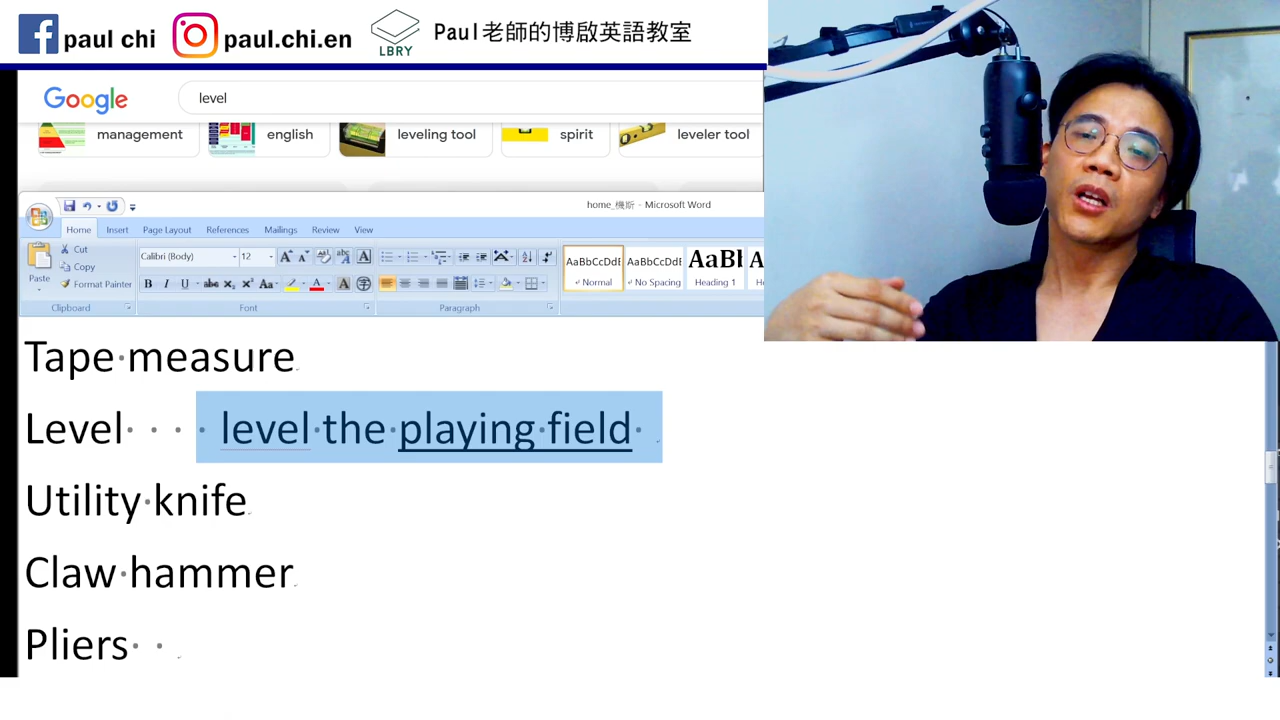 paul chi
paul.chi.en
LBRY
Paul老師的博啟英語教室
Google
level
management
english
leveling tool
spirit
leveler tool
home_機斯 - Microsoft Word
Home Insert Page Layout References Mailings Review View
Paste
Cut
Copy
Format Painter
Clipboard
Calibri (Body) 12
Font
Paragraph
AaBbCcDdE AaBbCcDdE AaBb A
Normal No Spacing Heading 1
Tape measure
Level level the playing field
Utility knife
Claw hammer
Pliers